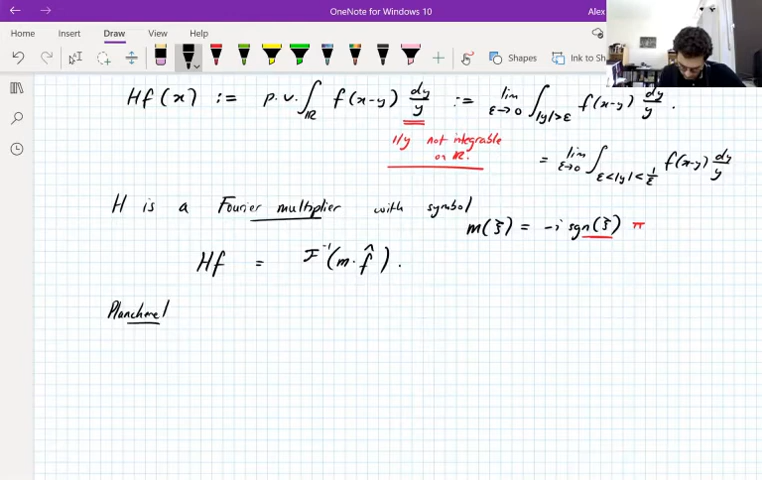 OneNote for Windows 10
Alex
Home Insert Draw View Help
Shapes Ink to Sh
Hf(x) := p.v. ∫_ℝ f(x-y) dy/y := lim_{ε→0} ∫_{|y|>ε} f(x-y) dy/y.
1/y not integrable
on ℝ.
= lim_{ε→0} ∫_{ε<|y|<1/ε} f(x-y) dy/y
H is a Fourier multiplier with symbol
m(ξ) = -i sgn(ξ) π
Hf = F⁻¹(m·f̂).
Plancherel